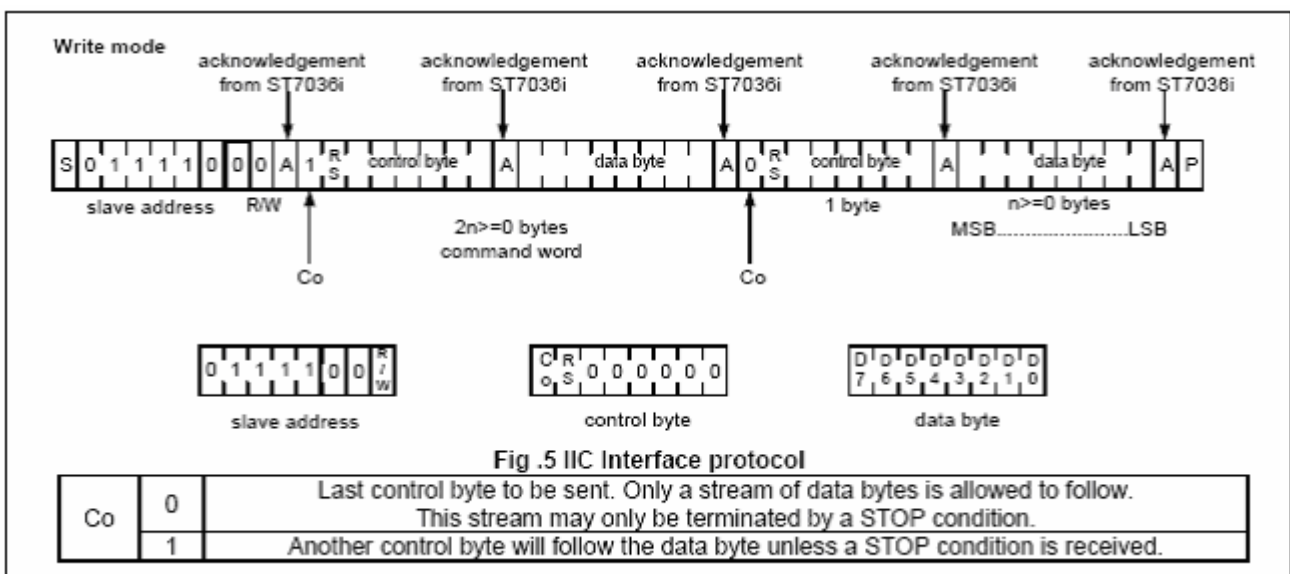 Write mode
acknowledgement acknowledgement acknowledgement acknowledgement acknowledgement
from ST7036i from ST7036i from ST7036i from ST7036i from ST7036i
S 0 1 1 1 1 0 0 0 A 1 RS control byte A data byte A 0 RS control byte A data byte A P
slave address R/W 1 byte n>=0 bytes
2n>=0 bytes MSB........................LSB
command word
Co Co
0 1 1 1 1 0 0 R/W Co RS 0 0 0 0 0 0 D7 D6 D5 D4 D3 D2 D1 D0
slave address control byte data byte
Fig .5 IIC Interface protocol
Co 0 Last control byte to be sent. Only a stream of data bytes is allowed to follow.
This stream may only be terminated by a STOP condition.
1 Another control byte will follow the data byte unless a STOP condition is received.